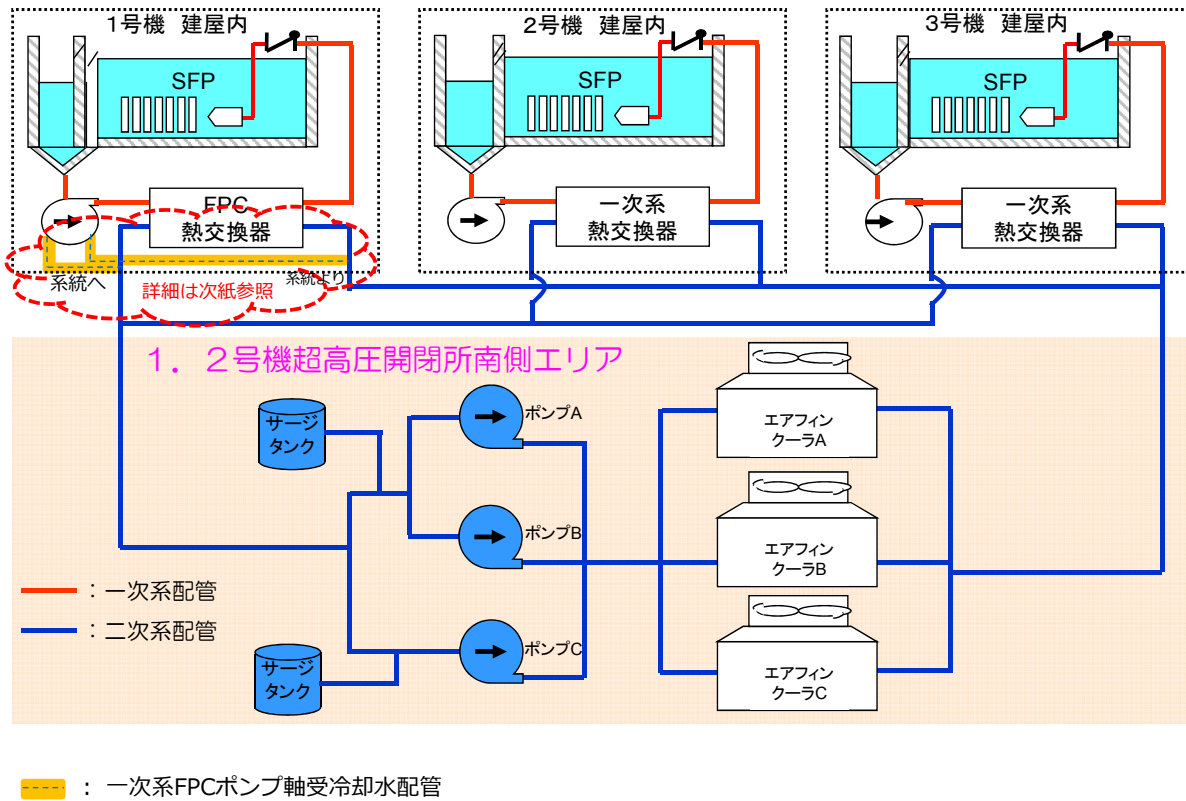 1号機 建屋内
2号機 建屋内
3号機 建屋内
SFP
SFP
SFP
FPC
熱交換器
一次系
熱交換器
一次系
熱交換器
系統へ
系統より
詳細は次紙参照
１．２号機超高圧開閉所南側エリア
サージ
タンク
ポンプA
エアフィン
クーラA
ポンプB
エアフィン
クーラB
：一次系配管
：二次系配管
サージ
タンク
ポンプC
エアフィン
クーラC
： 一次系FPCポンプ軸受冷却水配管